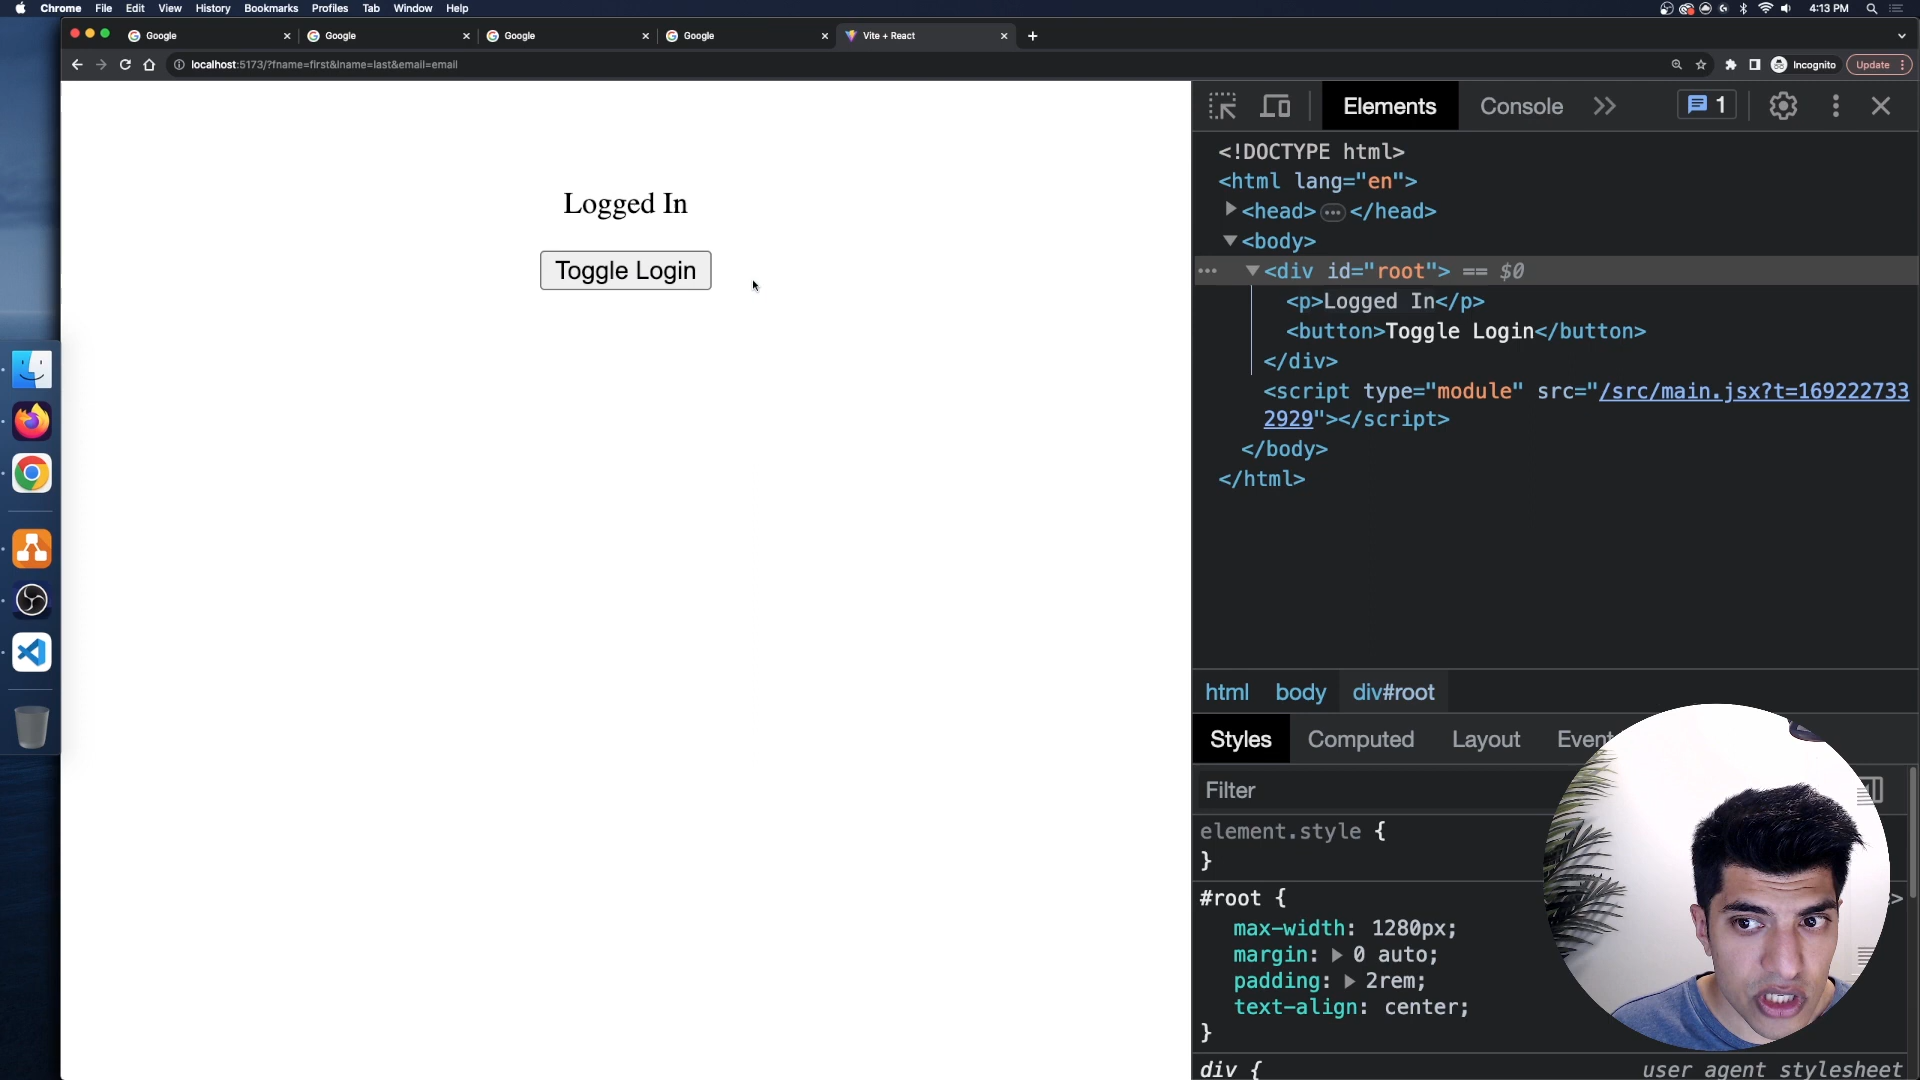 Chrome File Edit View History Bookmarks Profiles Tab Window Help 4:13 PM
Google Google Google Google Vite + React
localhost:5173/?fname=first&lname=last&email=email Incognito Update
Logged In
Toggle Login
Elements Console 1
<!DOCTYPE html>
<html lang="en">
<head> ··· </head>
<body>
··· <div id="root"> == $0
<p>Logged In</p>
<button>Toggle Login</button>
</div>
<script type="module" src="/src/main.jsx?t=169222733
2929"></script>
</body>
</html>
html body div#root
Styles Computed Layout Event
Filter
element.style {
}
#root {
max-width: 1280px;
margin: 0 auto;
padding: 2rem;
text-align: center;
}
div { user agent stylesheet